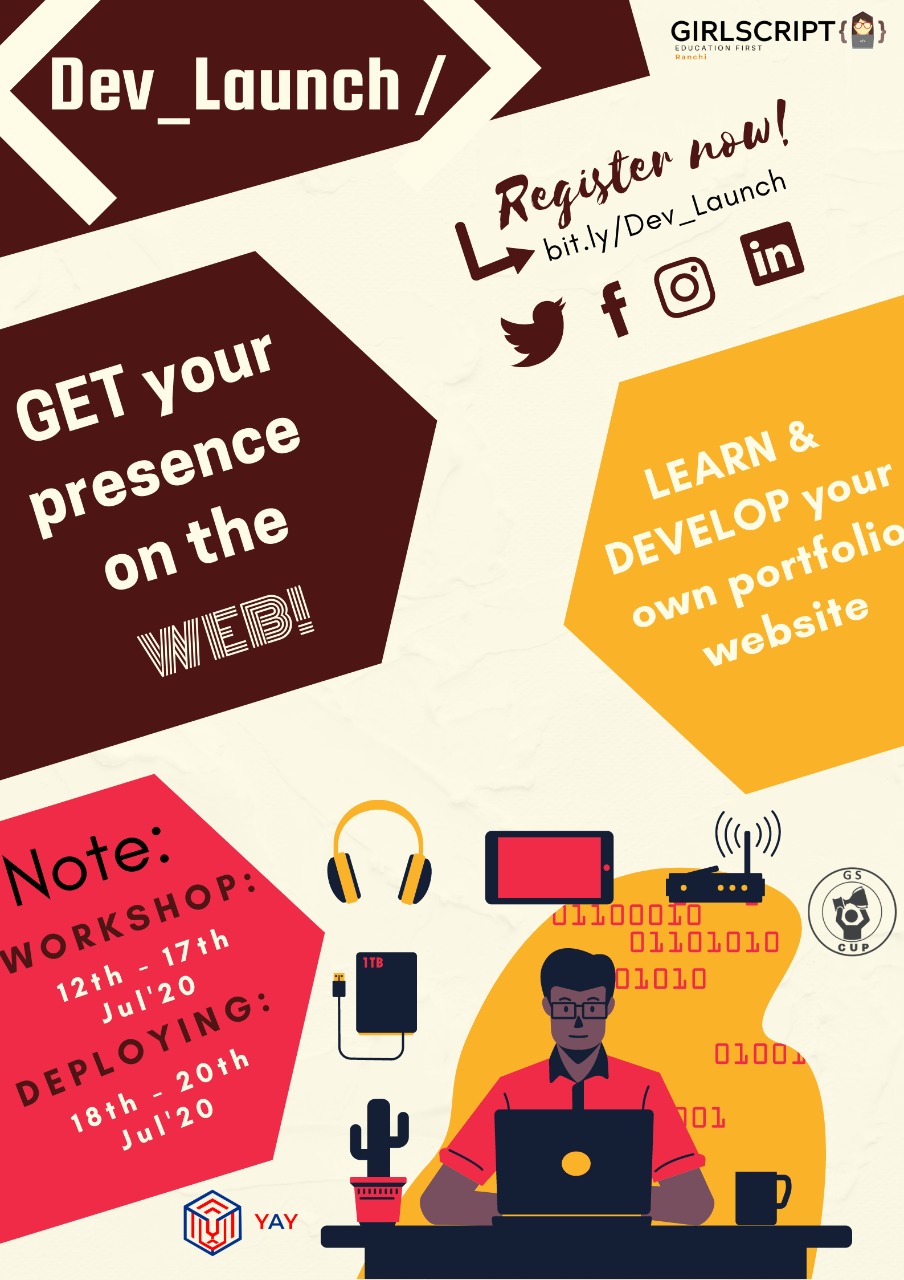 Dev_Launch /
GIRLSCRIPT
EDUCATION FIRST
Ranchi
Register now!
bit.ly/Dev_Launch
in
GET your
presence
on the
WEB!
LEARN &
DEVELOP your
own portfolio
website
Note:
WORKSHOP:
12th - 17th
Jul'20
DEPLOYING:
18th - 20th
Jul'20
1TB
01100010
01101010
01010
01001
001
GS
CUP
YAY